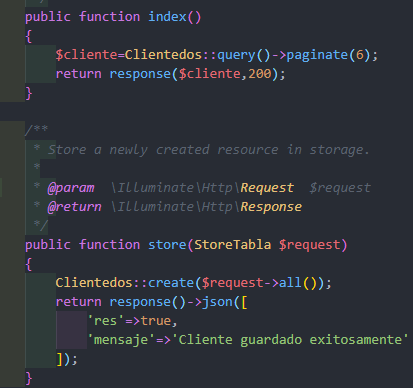 public function index()
{
$cliente=Clientedos::query()->paginate(6);
return response($cliente,200);
}
/**
* Store a newly created resource in storage.
*
* @param  \Illuminate\Http\Request  $request
* @return \Illuminate\Http\Response
*/
public function store(StoreTabla $request)
{
Clientedos::create($request->all());
return response()->json([
'res'=>true,
'mensaje'=>'Cliente guardado exitosamente'
]);
}